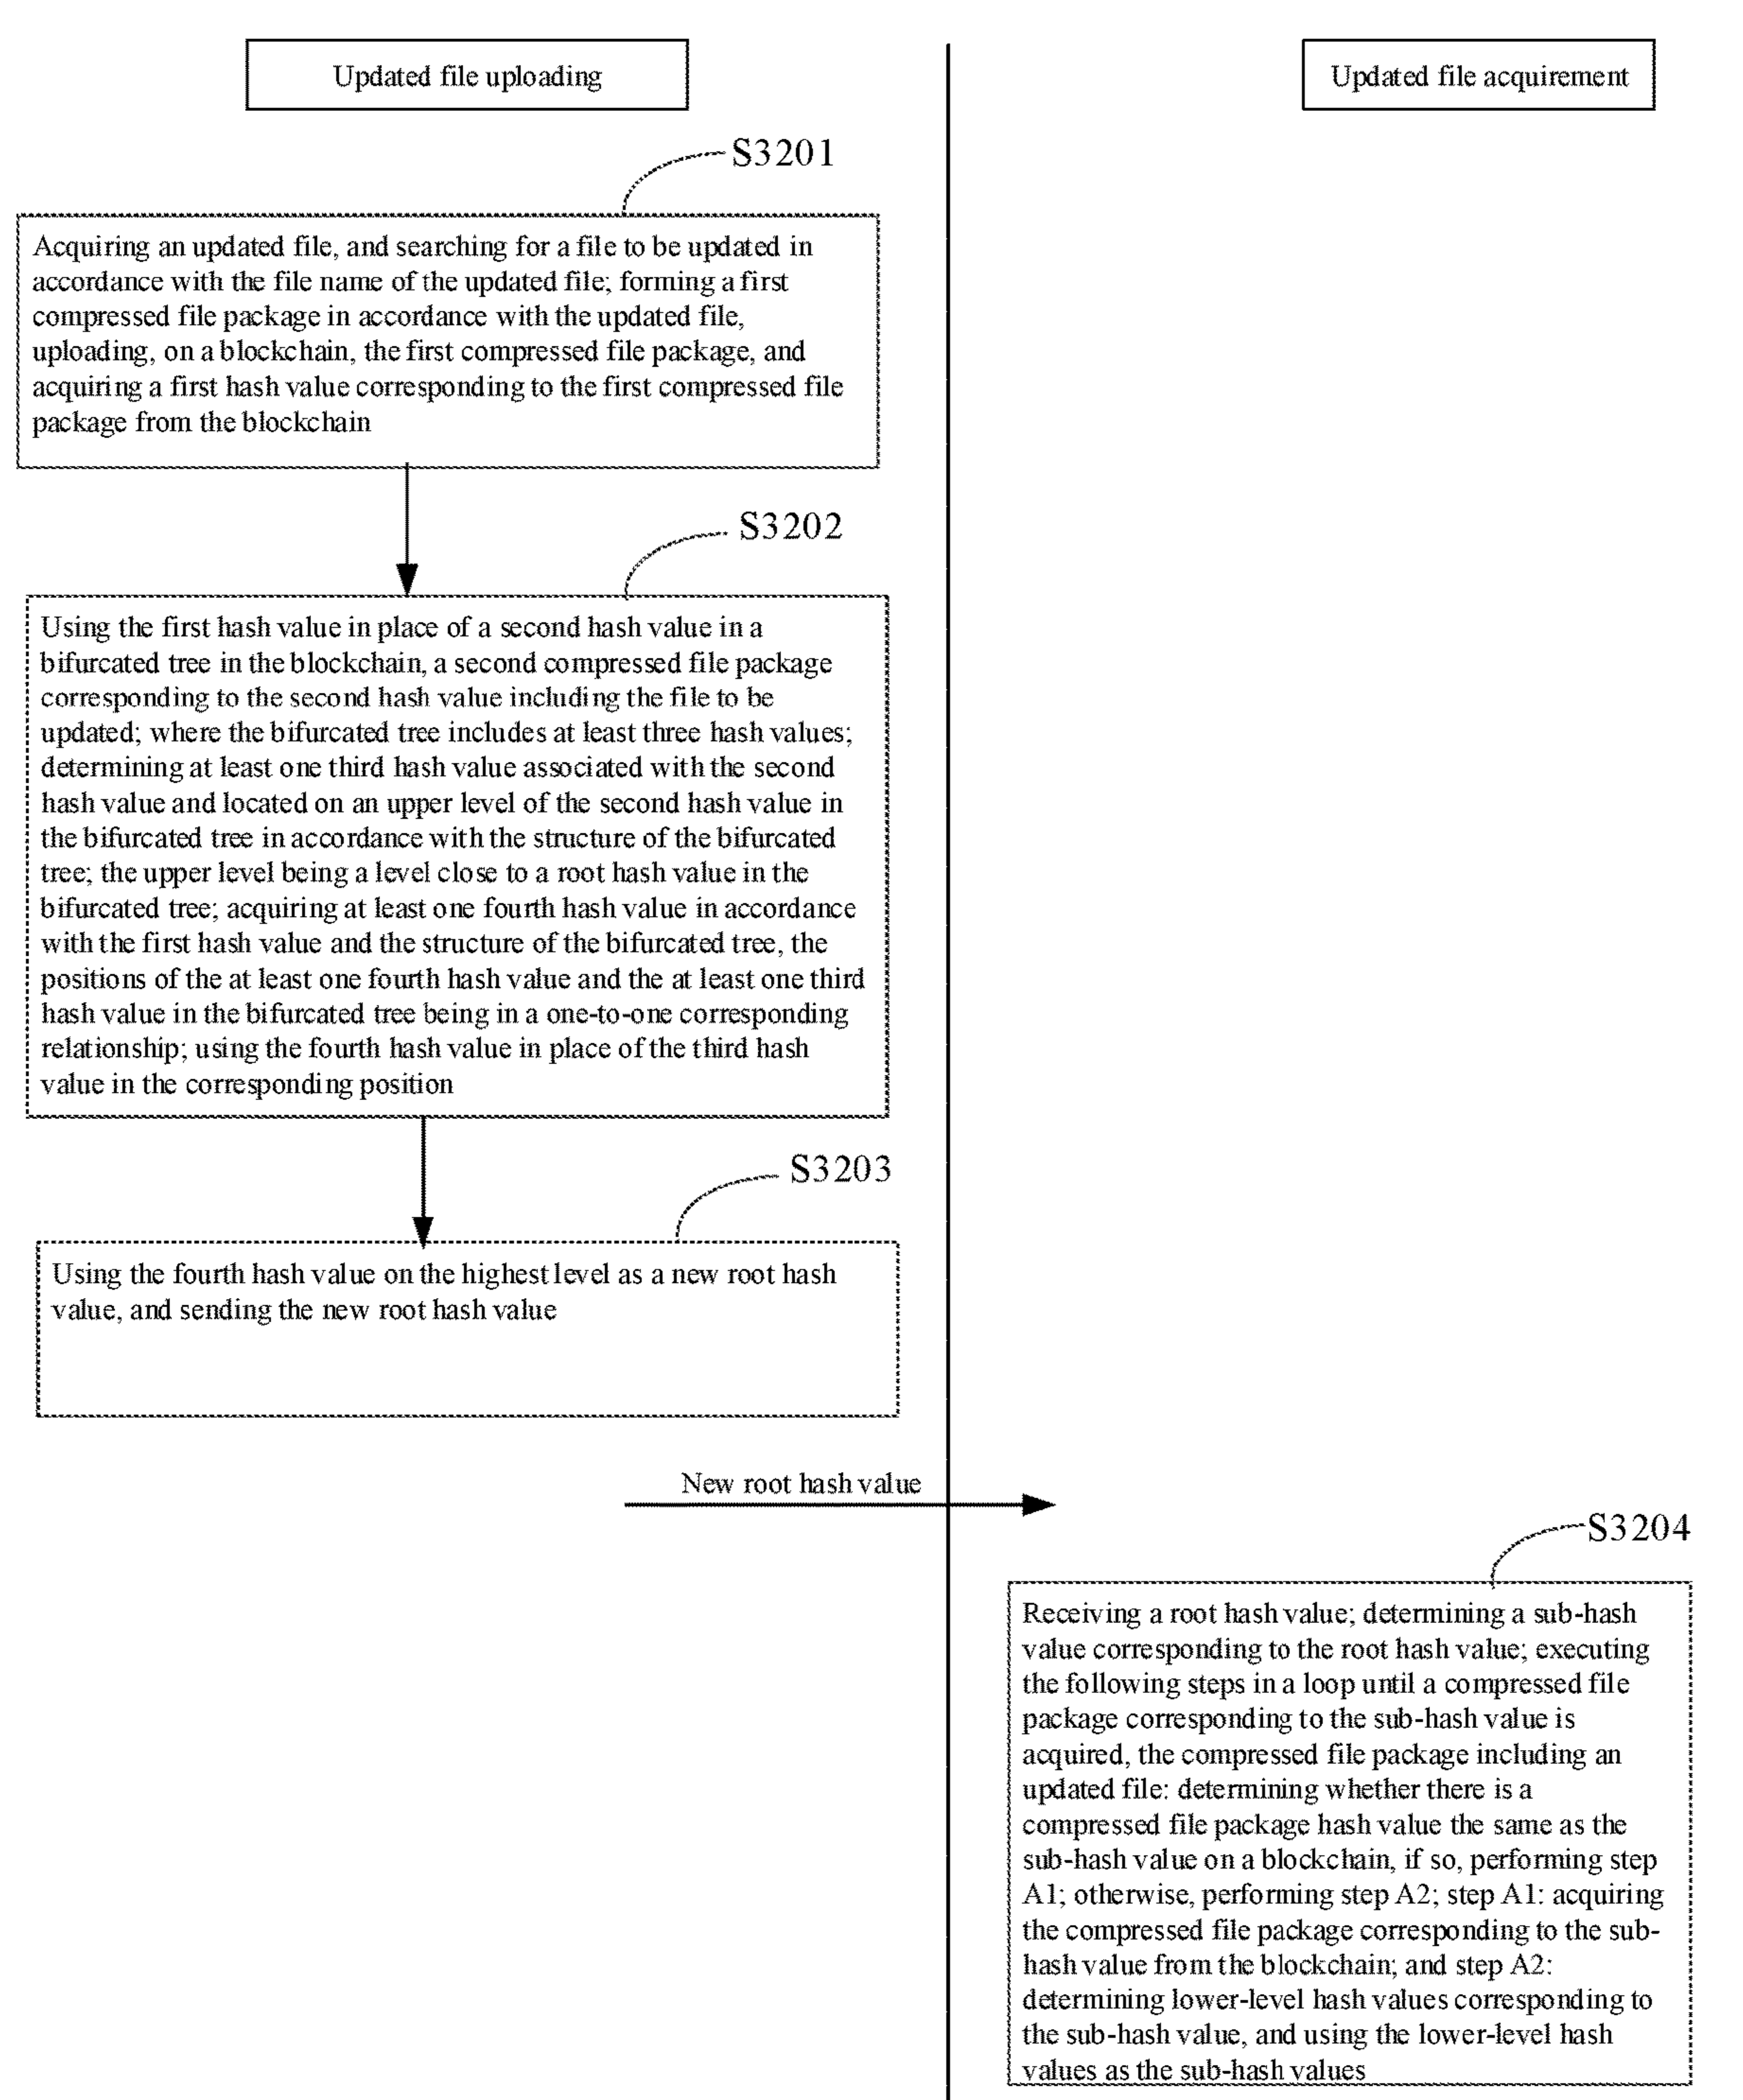 Updated file uploading
Updated file acquirement
S3201
Acquiring an updated file, and searching for a file to be updated in
accordance with the file name of the updated file; forming a first
compressed file package in accordance with the updated file,
uploading, on a blockchain, the first compressed file package, and
acquiring a first hash value corresponding to the first compressed file
package from the blockchain
S3202
Using the first hash value in place of a second hash value in a
bifurcated tree in the blockchain, a second compressed file package
corresponding to the second hash value including the file to be
updated; where the bifurcated tree includes at least three hash values;
determining at least one third hash value associated with the second
hash value and located on an upper level of the second hash value in
the bifurcated tree in accordance with the structure of the bifurcated
tree; the upper level being a level close to a root hash value in the
bifurcated tree; acquiring at least one fourth hash value in accordance
with the first hash value and the structure of the bifurcated tree, the
positions of the at least one fourth hash value and the at least one third
hash value in the bifurcated tree being in a one-to-one corresponding
relationship; using the fourth hash value in place of the third hash
value in the corresponding position
S3203
Using the fourth hash value on the highest level as a new root hash
value, and sending the new root hash value
New root hash value
S3204
Receiving a root hash value; determining a sub-hash
value corresponding to the root hash value; executing
the following steps in a loop until a compressed file
package corresponding to the sub-hash value is
acquired, the compressed file package including an
updated file: determining whether there is a
compressed file package hash value the same as the
sub-hash value on a blockchain, if so, performing step
A1; otherwise, performing step A2; step A1: acquiring
the compressed file package corresponding to the sub-
hash value from the blockchain; and step A2:
determining lower-level hash values corresponding to
the sub-hash value, and using the lower-level hash
values as the sub-hash values